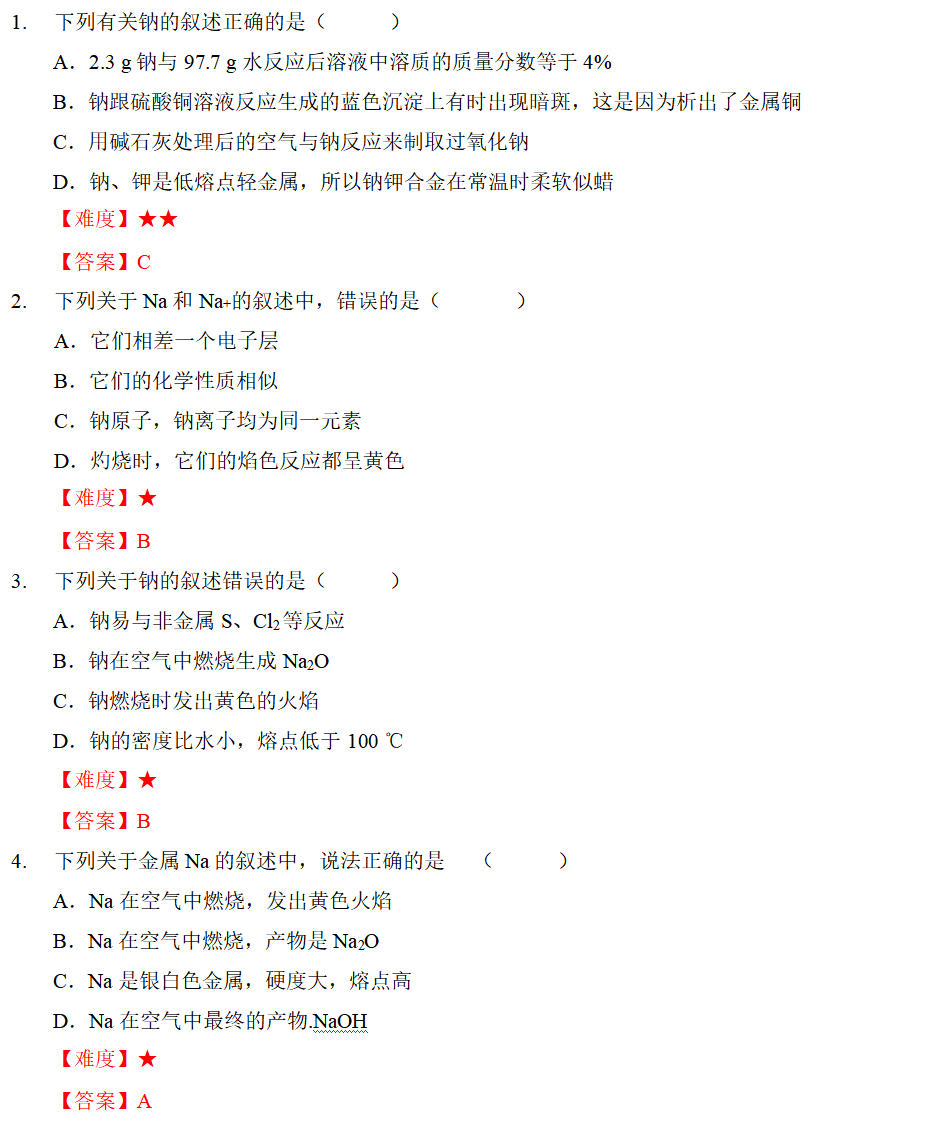 1. 下列有关钠的叙述正确的是（　　）
A．2.3 g 钠与 97.7 g 水反应后溶液中溶质的质量分数等于 4%
B．钠跟硫酸铜溶液反应生成的蓝色沉淀上有时出现暗斑，这是因为析出了金属铜
C．用碱石灰处理后的空气与钠反应来制取过氧化钠
D．钠、钾是低熔点轻金属，所以钠钾合金在常温时柔软似蜡
【难度】★★
【答案】C
2. 下列关于 Na 和 Na+的叙述中，错误的是（　　）
A．它们相差一个电子层
B．它们的化学性质相似
C．钠原子，钠离子均为同一元素
D．灼烧时，它们的焰色反应都呈黄色
【难度】★
【答案】B
3. 下列关于钠的叙述错误的是（　　）
A．钠易与非金属 S、Cl₂等反应
B．钠在空气中燃烧生成 Na₂O
C．钠燃烧时发出黄色的火焰
D．钠的密度比水小，熔点低于 100 ℃
【难度】★
【答案】B
4. 下列关于金属 Na 的叙述中，说法正确的是 （　　）
A．Na 在空气中燃烧，发出黄色火焰
B．Na 在空气中燃烧，产物是 Na₂O
C．Na 是银白色金属，硬度大，熔点高
D．Na 在空气中最终的产物.NaOH
【难度】★
【答案】A